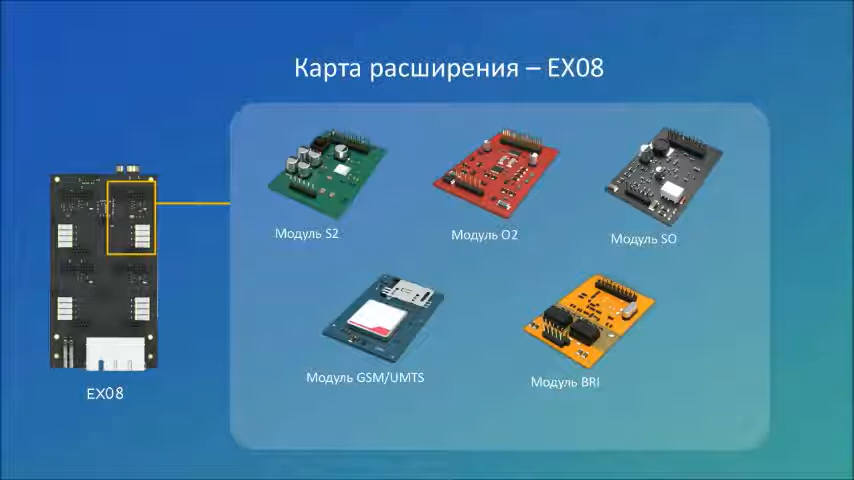 Карта расширения – EX08
Модуль S2
Модуль O2
Модуль SO
Модуль GSM/UMTS
Модуль BRI
EX08